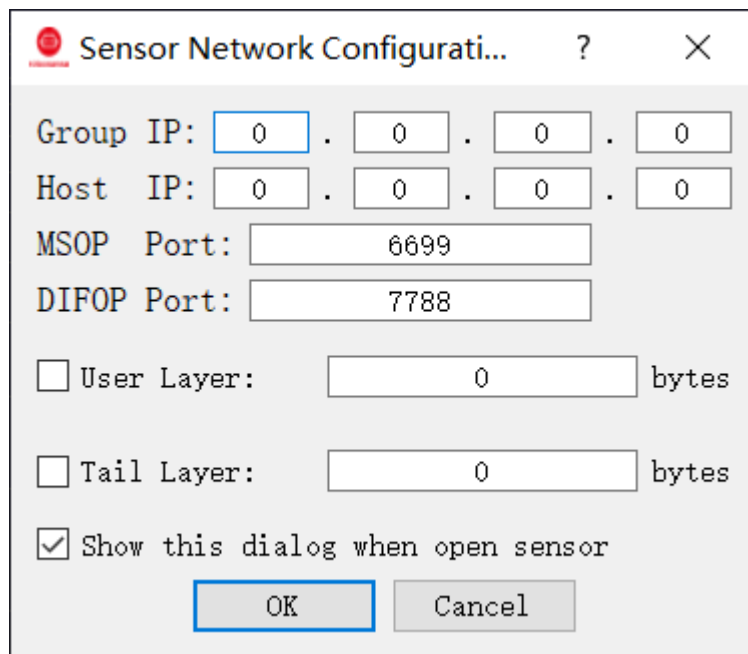 Sensor Network Configurati... ?
Group IP: 0 . 0 . 0 . 0
Host IP: 0 . 0 . 0 . 0
MSOP Port: 6699
DIFOP Port: 7788
User Layer: 0 bytes
Tail Layer: 0 bytes
Show this dialog when open sensor
OK Cancel